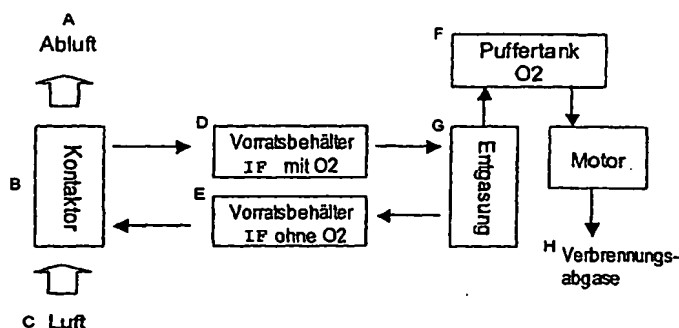 A
Abluft
B
Kontaktor
C Luft
D
Vorratsbehälter
IF mit O2
E
Vorratsbehälter
IF ohne O2
F
Puffertank
O2
G
Entgasung
Motor
H Verbrennungs-
abgase